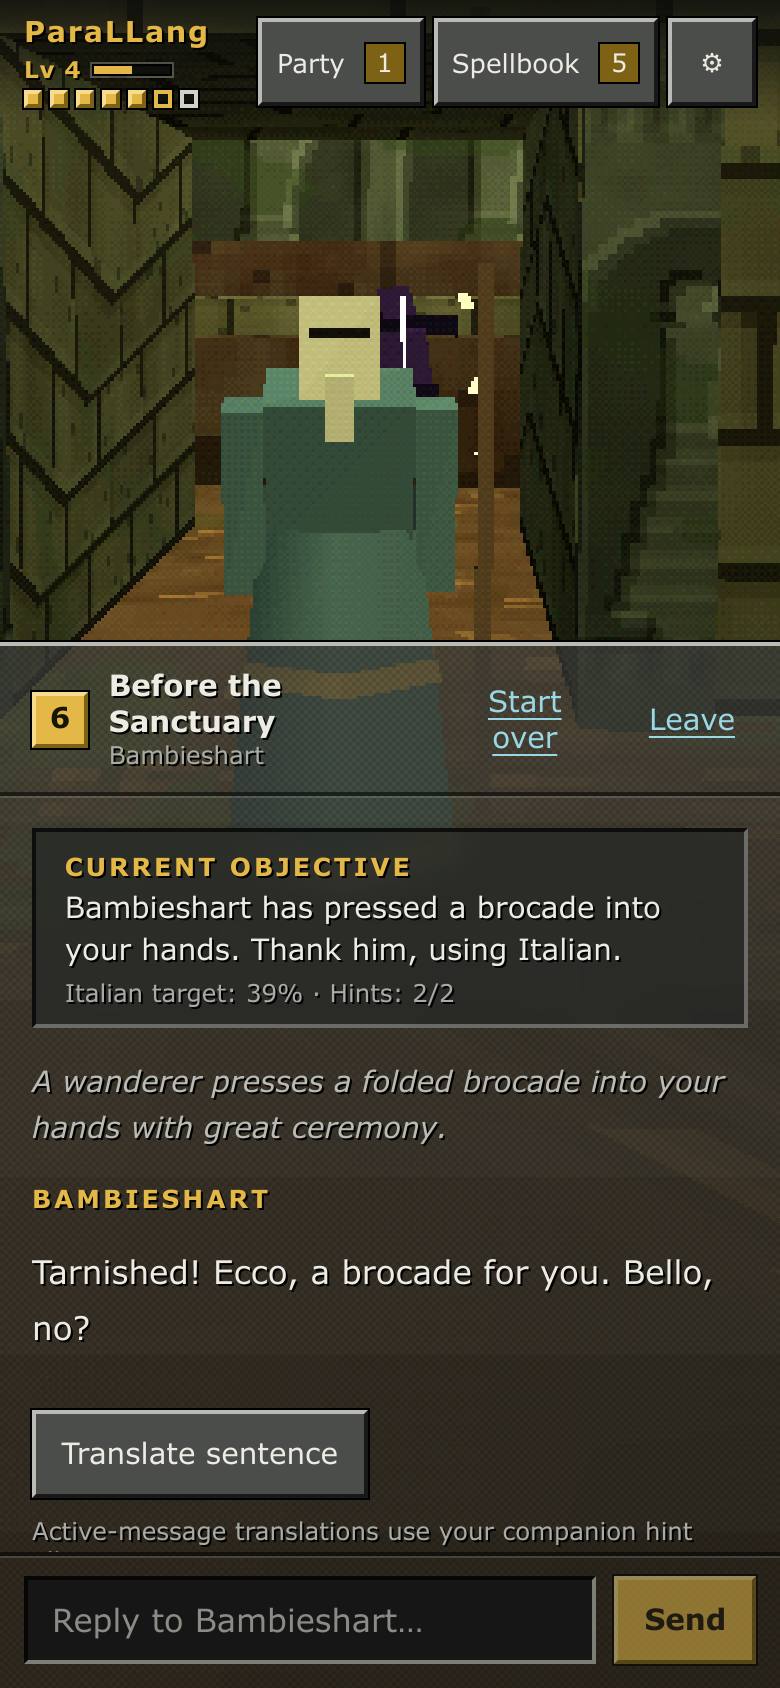 ParaLLang
Lv 4
Party 1
Spellbook 5
⚙
6
Before the
Sanctuary
Bambieshart
Start
over
Leave
CURRENT OBJECTIVE
Bambieshart has pressed a brocade into
your hands. Thank him, using Italian.
Italian target: 39% · Hints: 2/2
A wanderer presses a folded brocade into your
hands with great ceremony.
BAMBIESHART
Tarnished! Ecco, a brocade for you. Bello,
no?
Translate sentence
Active-message translations use your companion hint
Reply to Bambieshart...
Send